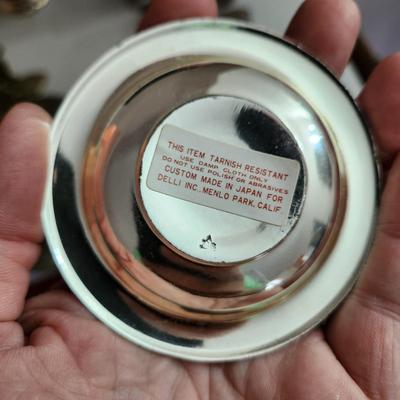 THIS ITEM TARNISH RESISTANT
USE DAMP CLOTH ONLY
DO NOT USE POLISH OR ABRASIVES
CUSTOM MADE IN JAPAN FOR
DELLI INC., MENLO PARK, CALIF.